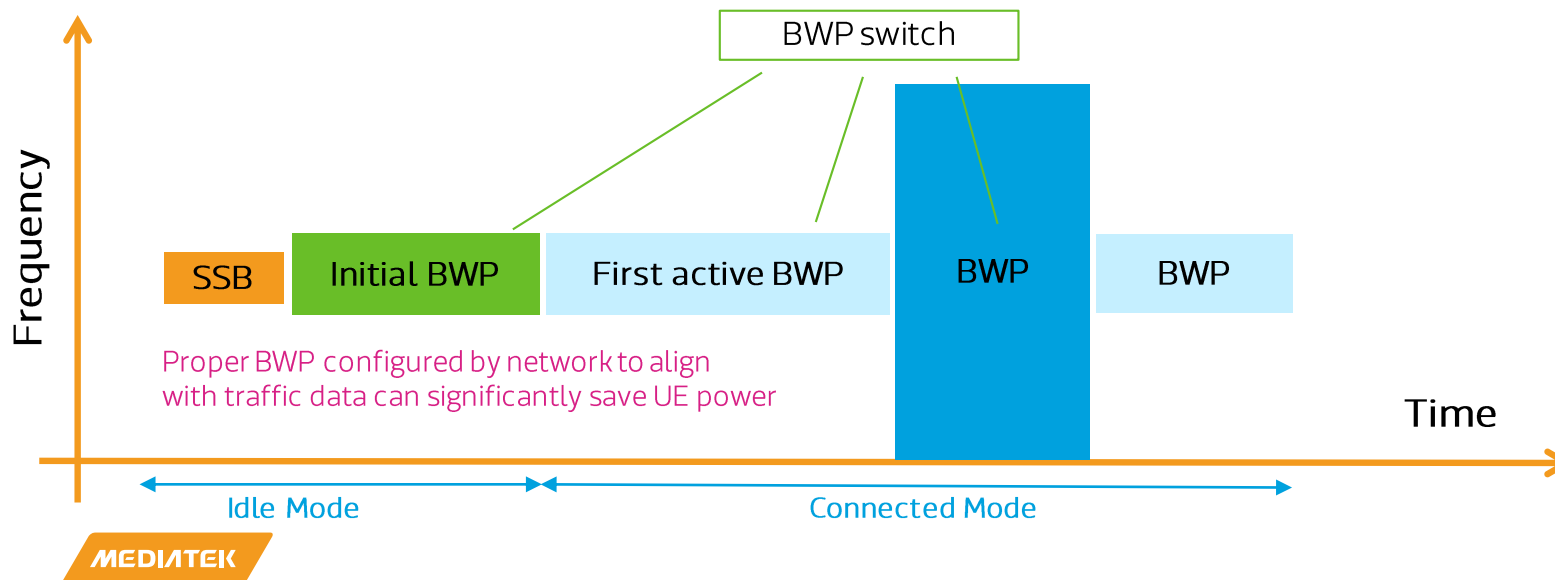 BWP switch
Frequency
SSB
Initial BWP
First active BWP
BWP
BWP
Proper BWP configured by network to align
with traffic data can significantly save UE power
Time
Idle Mode
Connected Mode
MEDIATEK